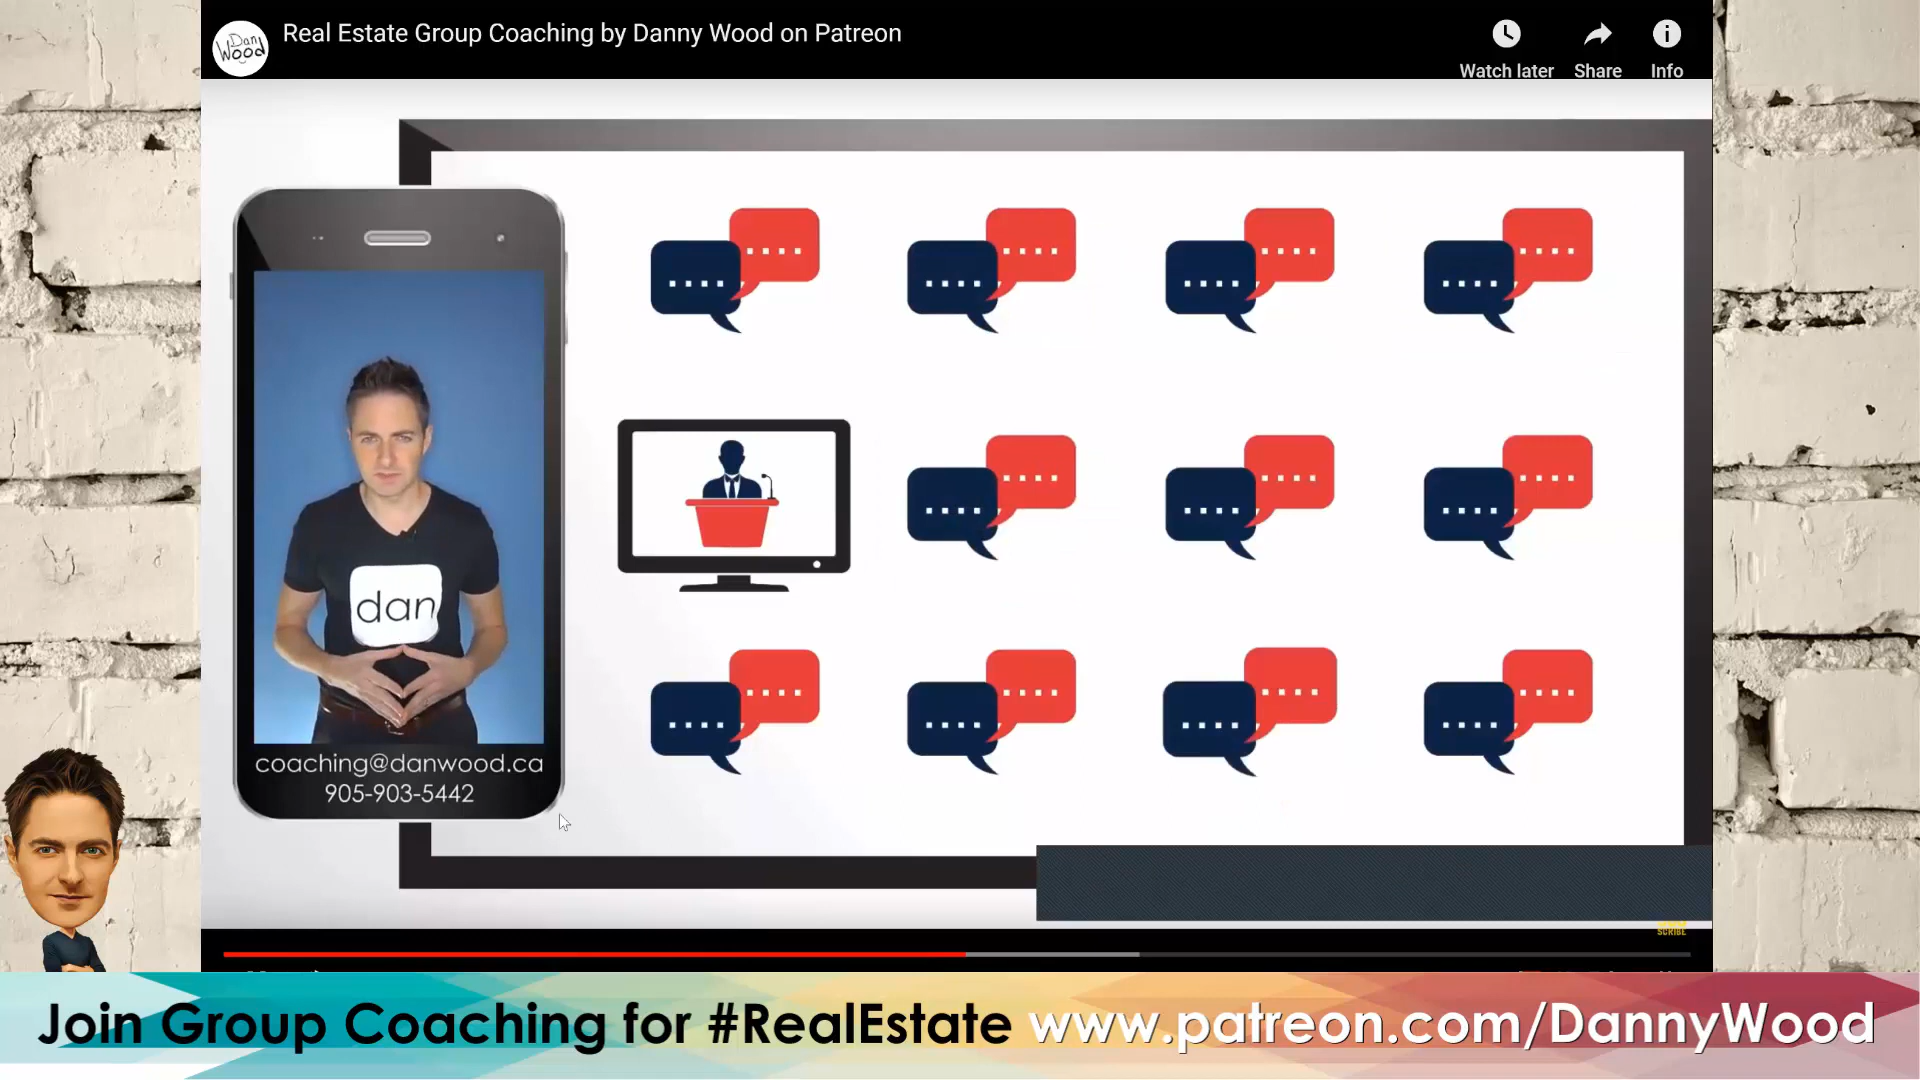 Dan
Wood
Real Estate Group Coaching by Danny Wood on Patreon
Watch later
Share
Info
dan
coaching@danwood.ca
905-903-5442
SCRIBE
Join Group Coaching for #RealEstate www.patreon.com/DannyWood